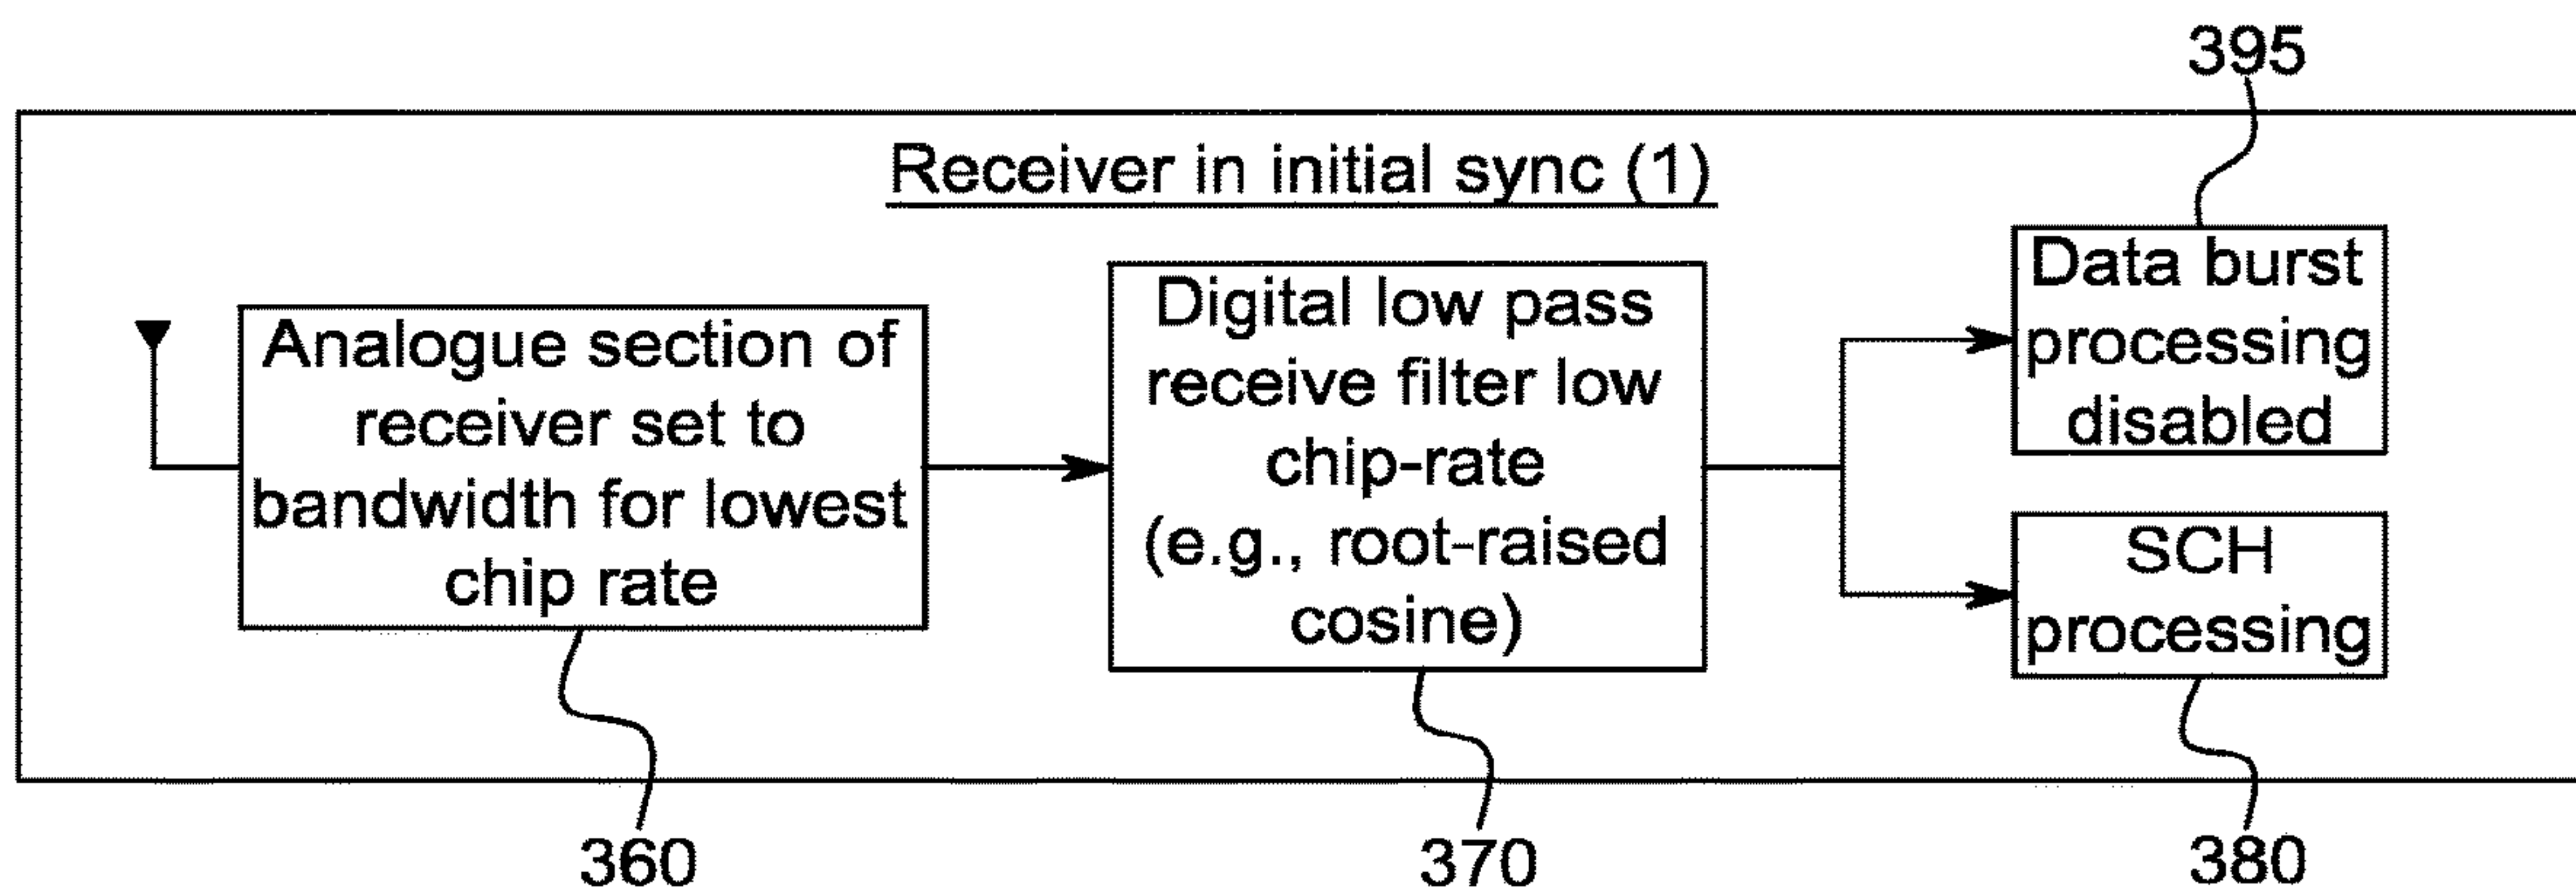 395
Receiver in initial sync (1)
Analogue section of
receiver set to
bandwidth for lowest
chip rate
Digital low pass
receive filter low
chip-rate
(e.g., root-raised
cosine)
Data burst
processing
disabled
SCH
processing
360
370
380